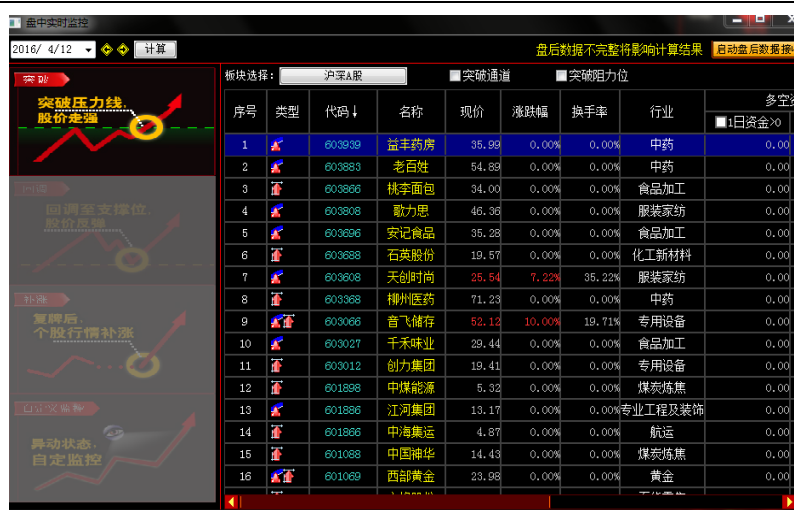 盘中实时监控
2016/ 4/12 计算 盘后数据不完整将影响计算结果 启动盘后数据接
突破
突破压力线,
股价走强
回调
回调至支撑位,
股价反弹
补涨
复牌后,
个股行情补涨
自定义监控
异动状态,
自定监控
板块选择: 沪深A股 突破通道 突破阻力位
序号 类型 代码↓ 名称 现价 涨跌幅 换手率 行业 多空资
1日资金>0
1 603939 益丰药房 35.99 0.00% 0.00% 中药 0.00
2 603883 老百姓 54.89 0.00% 0.00% 中药 0.00
3 603866 桃李面包 34.00 0.00% 0.00% 食品加工 0.00
4 603808 歌力思 46.36 0.00% 0.00% 服装家纺 0.00
5 603696 安记食品 35.28 0.00% 0.00% 食品加工 0.00
6 603688 石英股份 19.57 0.00% 0.00% 化工新材料 0.00
7 603608 天创时尚 25.54 7.22% 35.22% 服装家纺 0.00
8 603368 柳州医药 71.23 0.00% 0.00% 中药 0.00
9 603066 音飞储存 52.12 10.00% 19.71% 专用设备 0.00
10 603027 千禾味业 29.44 0.00% 0.00% 食品加工 0.00
11 603012 创力集团 19.41 0.00% 0.00% 专用设备 0.00
12 601898 中煤能源 5.32 0.00% 0.00% 煤炭炼焦 0.00
13 601886 江河集团 13.17 0.00% 0.00% 专业工程及装饰 0.00
14 601866 中海集运 4.87 0.00% 0.00% 航运 0.00
15 601088 中国神华 14.43 0.00% 0.00% 煤炭炼焦 0.00
16 601069 西部黄金 23.98 0.00% 0.00% 黄金 0.00